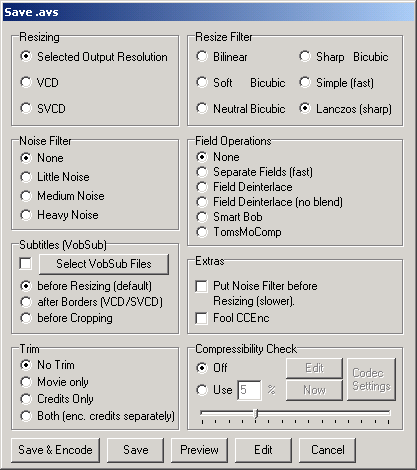 Save .avs
Resizing
Selected Output Resolution
VCD
SVCD
Resize Filter
Bilinear
Sharp Bicubic
Soft Bicubic
Simple (fast)
Neutral Bicubic
Lanczos (sharp)
Noise Filter
None
Little Noise
Medium Noise
Heavy Noise
Field Operations
None
Separate Fields (fast)
Field Deinterlace
Field Deinterlace (no blend)
Smart Bob
TomsMoComp
Subtitles (VobSub)
Select VobSub Files
before Resizing (default)
after Borders (VCD/SVCD)
before Cropping
Extras
Put Noise Filter before
Resizing (slower).
Fool CCEnc
Trim
No Trim
Movie only
Credits Only
Both (enc. credits separately)
Compressibility Check
Off
Edit
Use 5 %
Now
Codec
Settings
Save & Encode
Save
Preview
Edit
Cancel